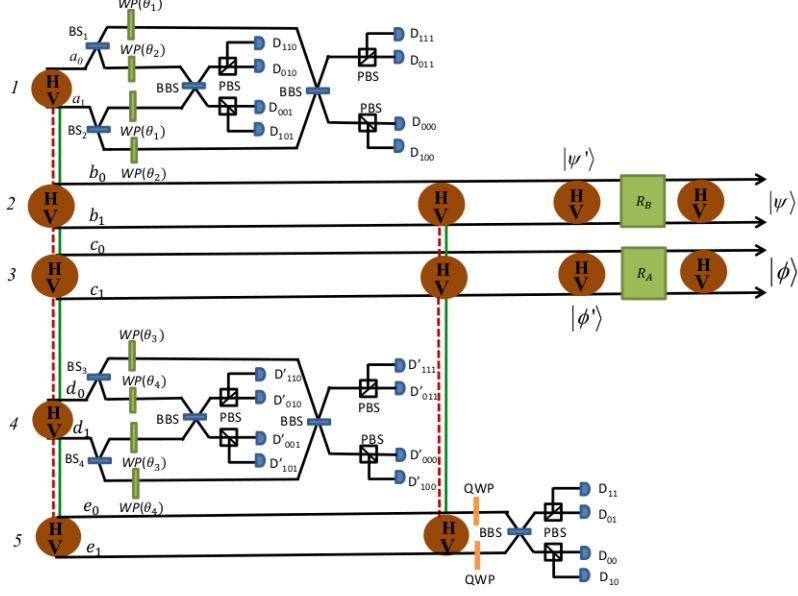 WP(θ₁)
BS₁
WP(θ₂)
a₀
D₁₁₀
D₀₁₀
PBS
BBS
D₁₁₁
D₀₁₁
PBS
1
H
V
a₁
BS₂
WP(θ₁)
D₀₀₁
D₁₀₁
BBS
PBS
D₀₀₀
D₁₀₀
WP(θ₂)
b₀
|ψ'⟩
2
H
V
H
V
H
V
R_B
H
V
|ψ⟩
b₁
c₀
3
H
V
H
V
H
V
R_A
H
V
|ϕ⟩
c₁
|ϕ'⟩
WP(θ₃)
BS₃
WP(θ₄)
d₀
D'₁₁₀
D'₀₁₀
PBS
BBS
D'₁₁₁
D'₀₁₁
PBS
4
H
V
d₁
BS₄
WP(θ₃)
D'₀₀₁
D'₁₀₁
BBS
PBS
D'₀₀₀
D'₁₀₀
WP(θ₄)
e₀
QWP
D₁₁
D₀₁
5
H
V
H
V
BBS
PBS
e₁
QWP
D₀₀
D₁₀